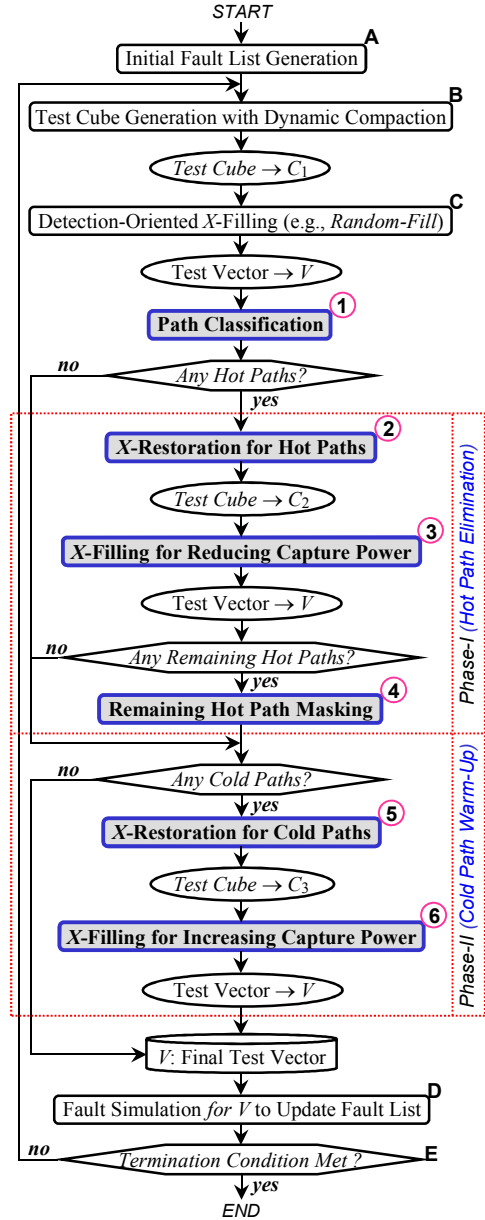 START
A
Initial Fault List Generation
B
Test Cube Generation with Dynamic Compaction
Test Cube → C1
C
Detection-Oriented X-Filling (e.g., Random-Fill)
Test Vector → V
1
Path Classification
no
Any Hot Paths?
yes
2
X-Restoration for Hot Paths
Test Cube → C2
3
X-Filling for Reducing Capture Power
Test Vector → V
no
Any Remaining Hot Paths?
yes
4
Remaining Hot Path Masking
Phase-I (Hot Path Elimination)
no
Any Cold Paths?
yes
5
X-Restoration for Cold Paths
Test Cube → C3
6
X-Filling for Increasing Capture Power
Test Vector → V
Phase-II (Cold Path Warm-Up)
V: Final Test Vector
D
Fault Simulation for V to Update Fault List
no
Termination Condition Met ?
E
yes
END